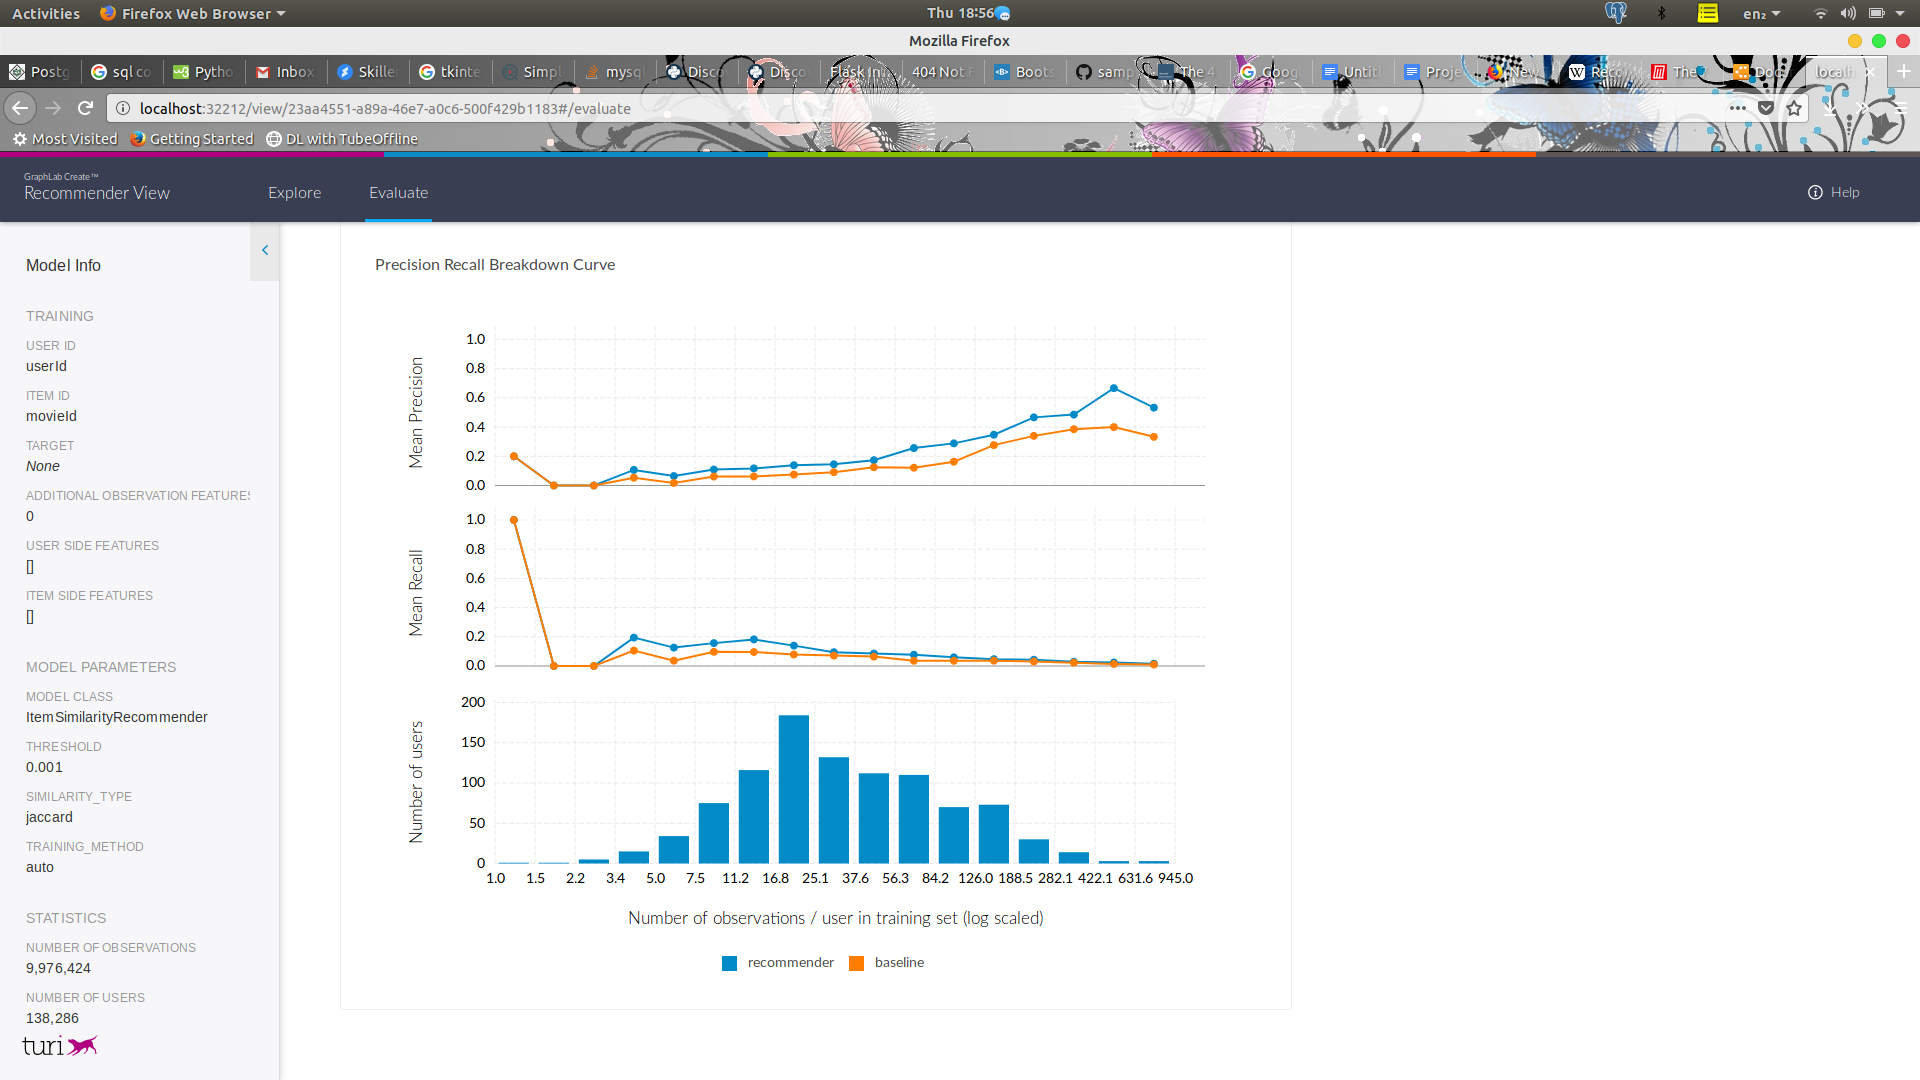 Activities Firefox Web Browser Thu 18:56 en₂
Mozilla Firefox
Postg sql co Pytho Inbox Skille tkinte Simpl mysq Disco Disco Flask In 404 Not F Boots samp The 4 Goog Untit Proje New Reco The Doc localh
localhost:32212/view/23aa4551-a89a-46e7-a0c6-500f429b1183#/evaluate
Most Visited Getting Started DL with TubeOffline
GraphLab Create™
Recommender View Explore Evaluate Help
Model Info
TRAINING
USER ID
userId
ITEM ID
movieId
TARGET
None
ADDITIONAL OBSERVATION FEATURES
0
USER SIDE FEATURES
[]
ITEM SIDE FEATURES
[]
MODEL PARAMETERS
MODEL CLASS
ItemSimilarityRecommender
THRESHOLD
0.001
SIMILARITY_TYPE
jaccard
TRAINING_METHOD
auto
STATISTICS
NUMBER OF OBSERVATIONS
9,976,424
NUMBER OF USERS
138,286
turi
Precision Recall Breakdown Curve
Mean Precision
1.0
0.8
0.6
0.4
0.2
0.0
Mean Recall
1.0
0.8
0.6
0.4
0.2
0.0
Number of users
200
150
100
50
0
1.0 1.5 2.2 3.4 5.0 7.5 11.2 16.8 25.1 37.6 56.3 84.2 126.0 188.5 282.1 422.1 631.6 945.0
Number of observations / user in training set (log scaled)
recommender baseline